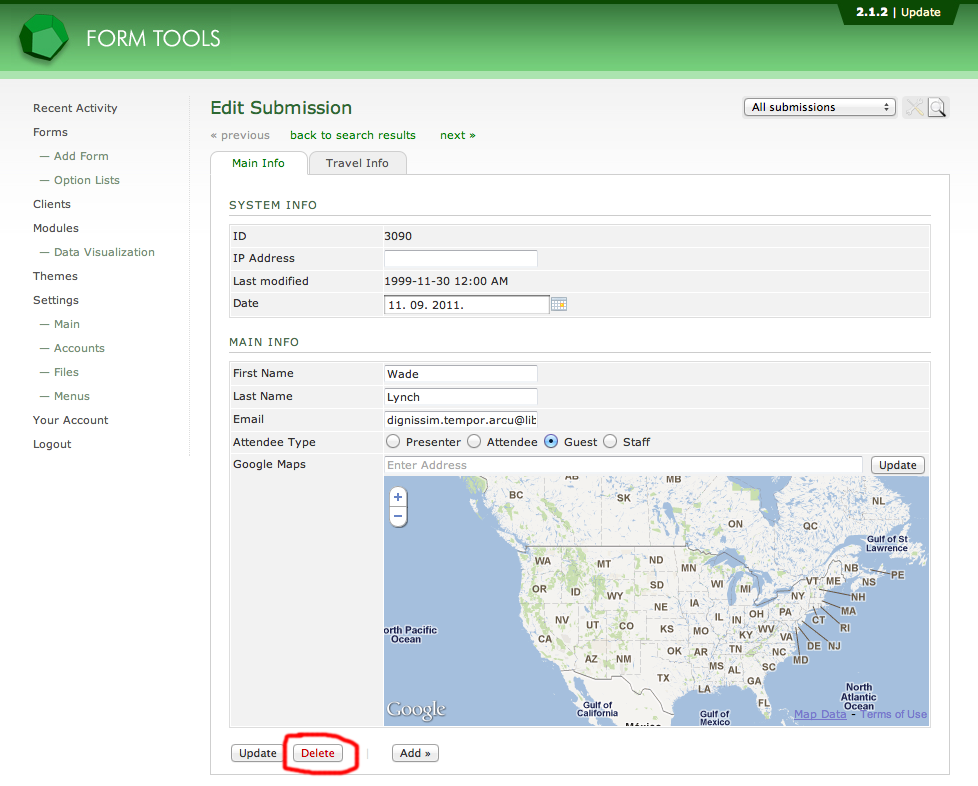 2.1.2 | Update
FORM TOOLS
Recent Activity
Forms
— Add Form
— Option Lists
Clients
Modules
— Data Visualization
Themes
Settings
— Main
— Accounts
— Files
— Menus
Your Account
Logout
Edit Submission
All submissions
« previous back to search results next »
Main Info Travel Info
SYSTEM INFO
ID 3090
IP Address
Last modified 1999-11-30 12:00 AM
Date 11. 09. 2011.
MAIN INFO
First Name Wade
Last Name Lynch
Email dignissim.tempor.arcu@lib
Attendee Type Presenter Attendee Guest Staff
Google Maps Enter Address Update
+
−
AB MB
BC SK NL
ON QC
Gulf of St
Lawrence
WA MT ND MN NB PE
VT ME NS
OR ID WY SD WI MI NY NH
NE IA MA
NV UT CO IL IN OH PA CT RI
KS MO KY WV VA
CA DE NJ
orth Pacific
Ocean
AZ NM OK AR TN NC MD
MS AL SC
TX LA GA
FL
North
Atlantic
Ocean
Gulf of
California
Gulf of
Mexico
México
Google
Map Data - Terms of Use
Update Delete Add »